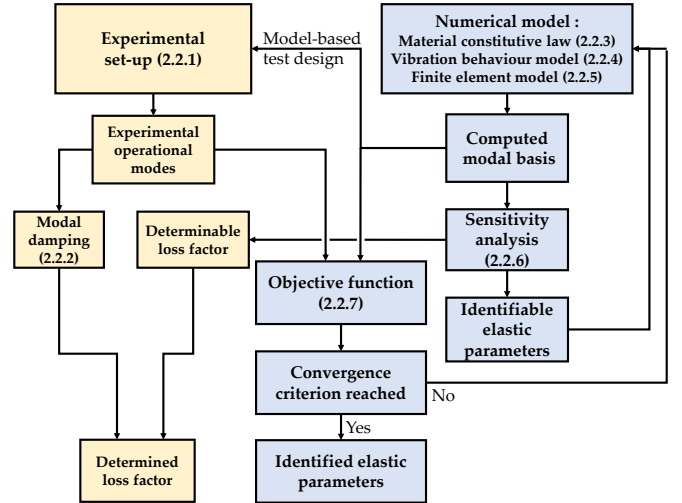 Experimental
set-up (2.2.1)
Model-based
test design
Numerical model :
Material constitutive law (2.2.3)
Vibration behaviour model (2.2.4)
Finite element model (2.2.5)
Experimental
operational
modes
Computed
modal basis
Modal
damping
(2.2.2)
Determinable
loss factor
Sensitivity
analysis
(2.2.6)
Objective function
(2.2.7)
Identifiable
elastic
parameters
Convergence
criterion reached
No
Yes
Determined
loss factor
Identified elastic
parameters